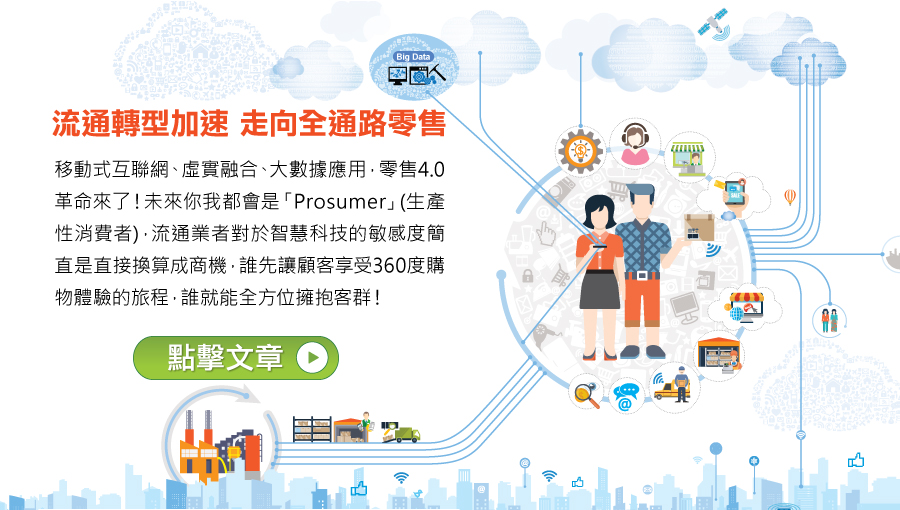 Big Data
流通轉型加速 走向全通路零售
移動式互聯網、虛實融合、大數據應用，零售4.0
革命來了！未來你我都會是「Prosumer」(生產
性消費者)，流通業者對於智慧科技的敏感度簡
直是直接換算成商機，誰先讓顧客享受360度購
物體驗的旅程，誰就能全方位擁抱客群！
點擊文章